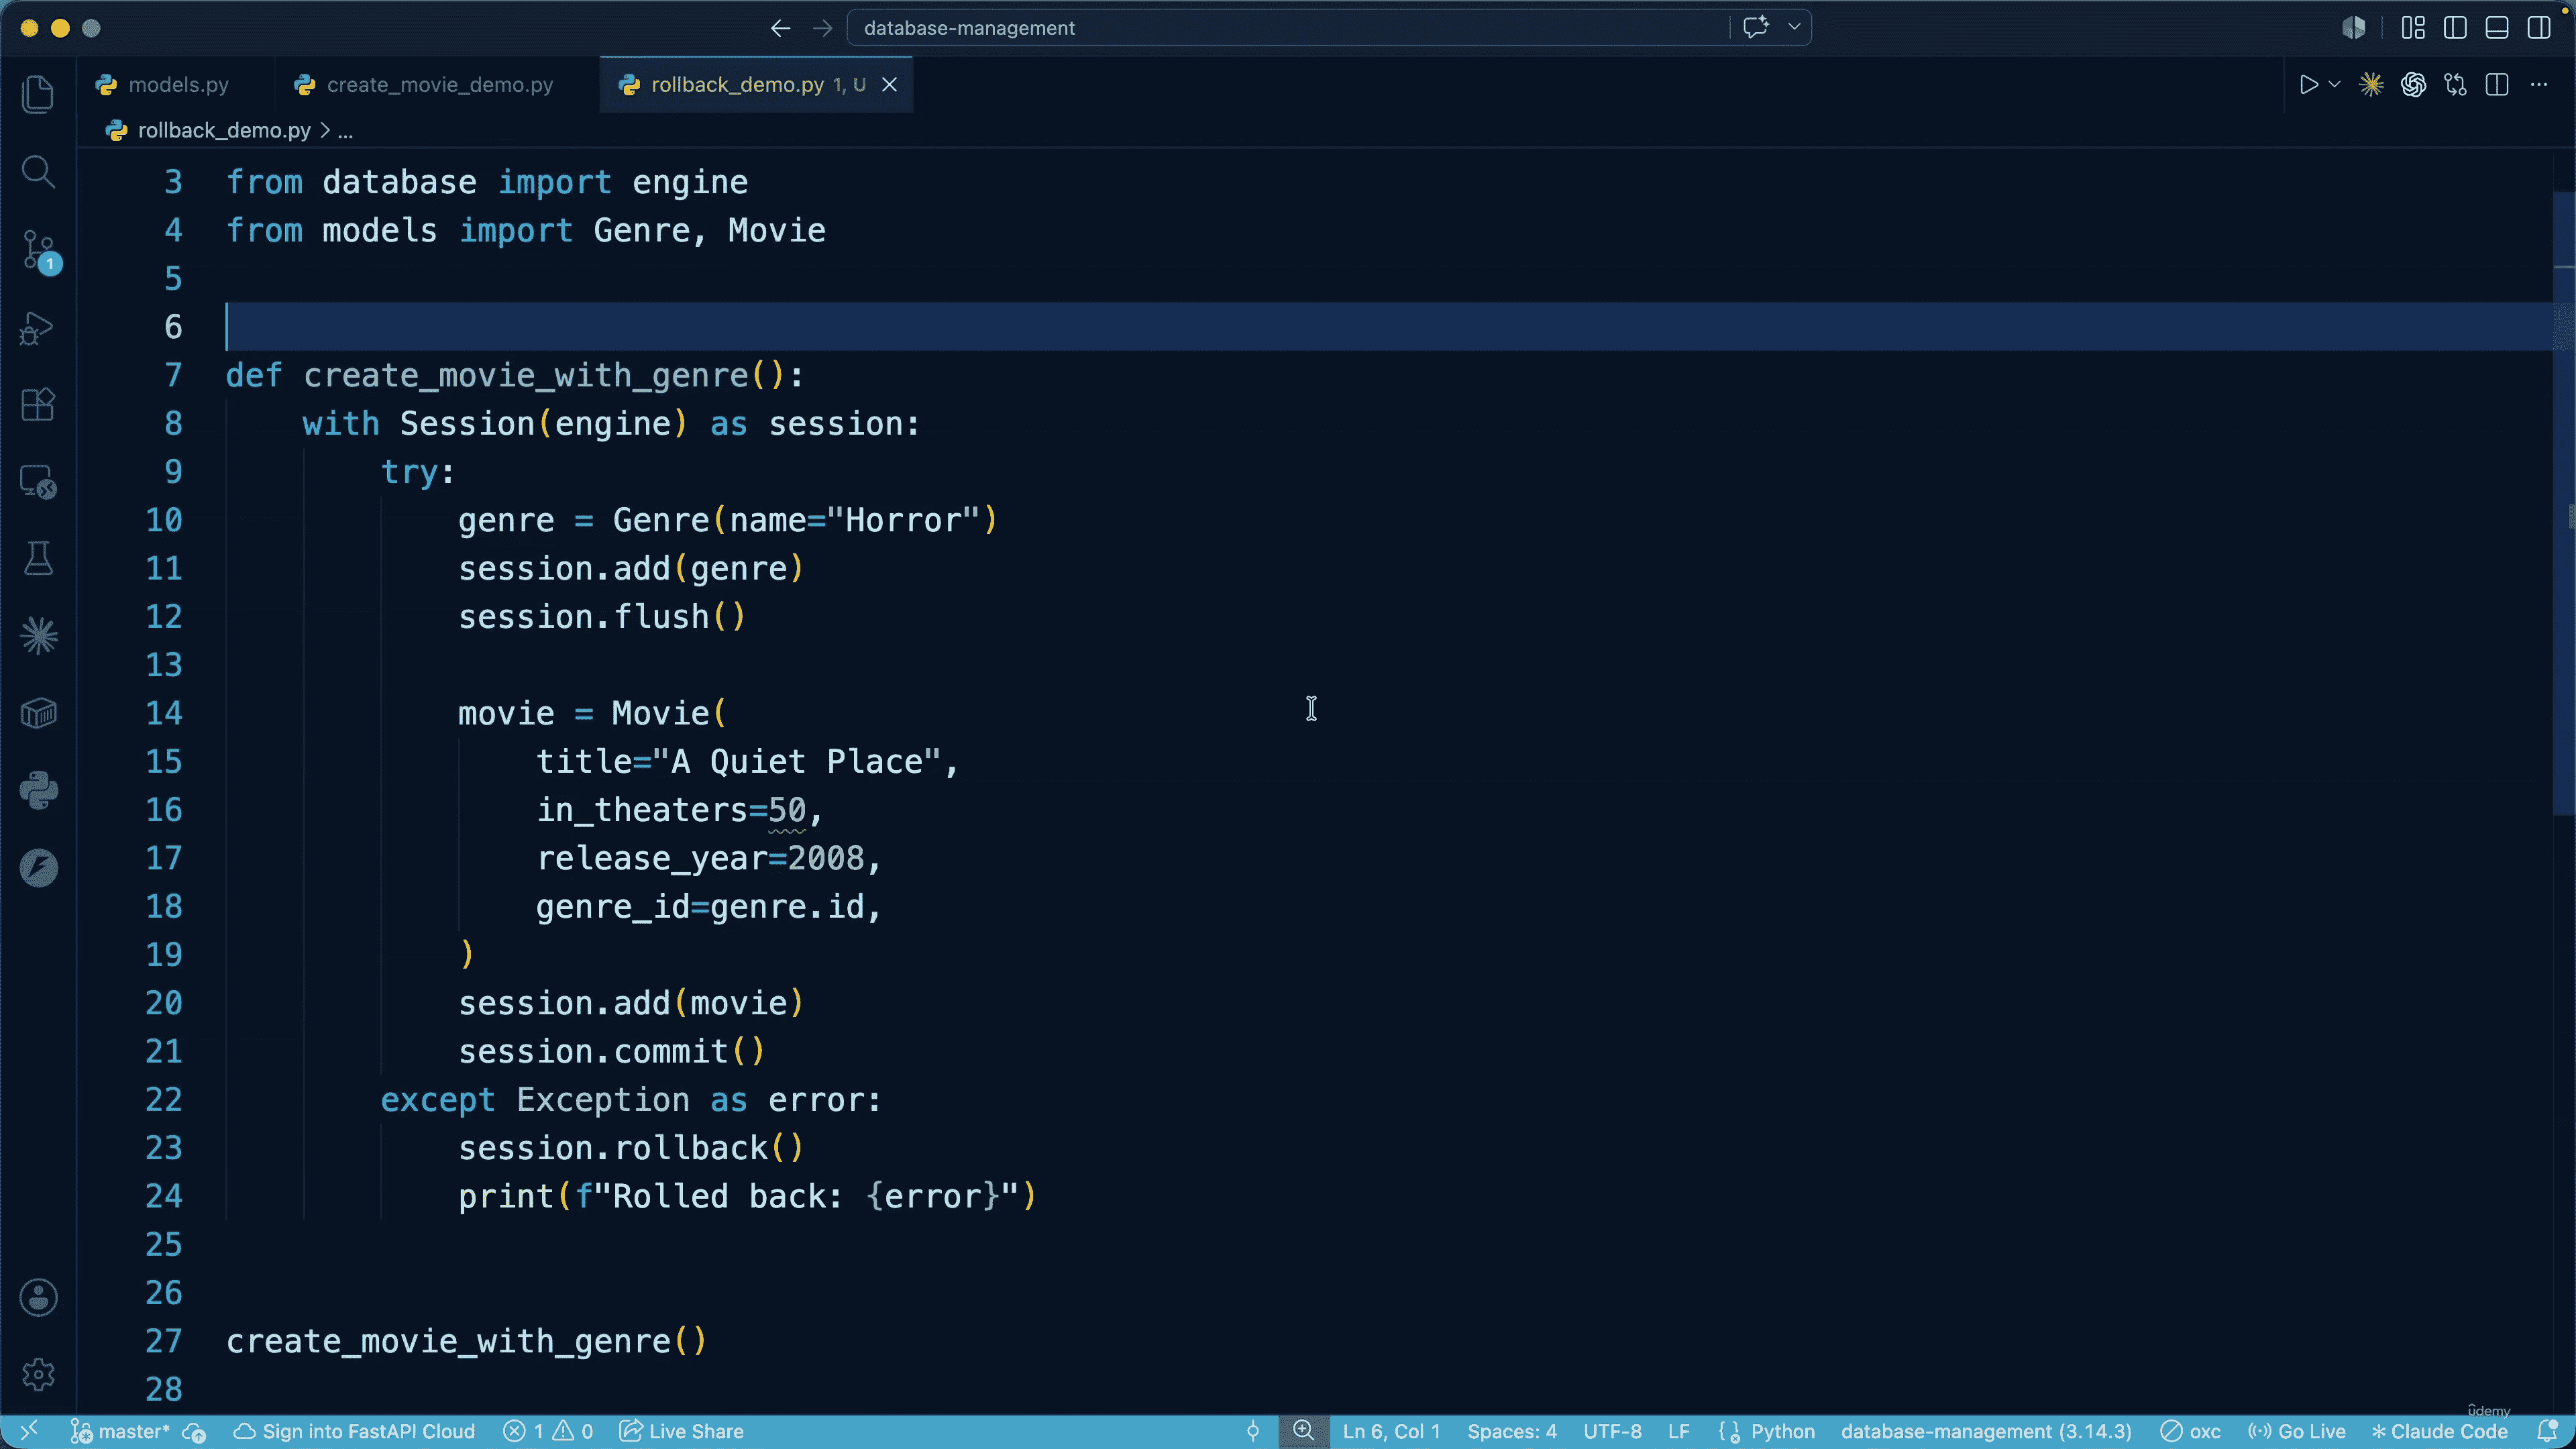 database-management
models.py
create_movie_demo.py
rollback_demo.py 1, U
rollback_demo.py > ...
3 from database import engine
4 from models import Genre, Movie
5
6
7 def create_movie_with_genre():
8     with Session(engine) as session:
9         try:
10             genre = Genre(name="Horror")
11             session.add(genre)
12             session.flush()
13
14             movie = Movie(
15                 title="A Quiet Place",
16                 in_theaters=50,
17                 release_year=2008,
18                 genre_id=genre.id,
19             )
20             session.add(movie)
21             session.commit()
22         except Exception as error:
23             session.rollback()
24             print(f"Rolled back: {error}")
25
26
27 create_movie_with_genre()
28
1
ûdemy
master* Sign into FastAPI Cloud 1 0 Live Share Ln 6, Col 1 Spaces: 4 UTF-8 LF Python database-management (3.14.3) oxc Go Live Claude Code